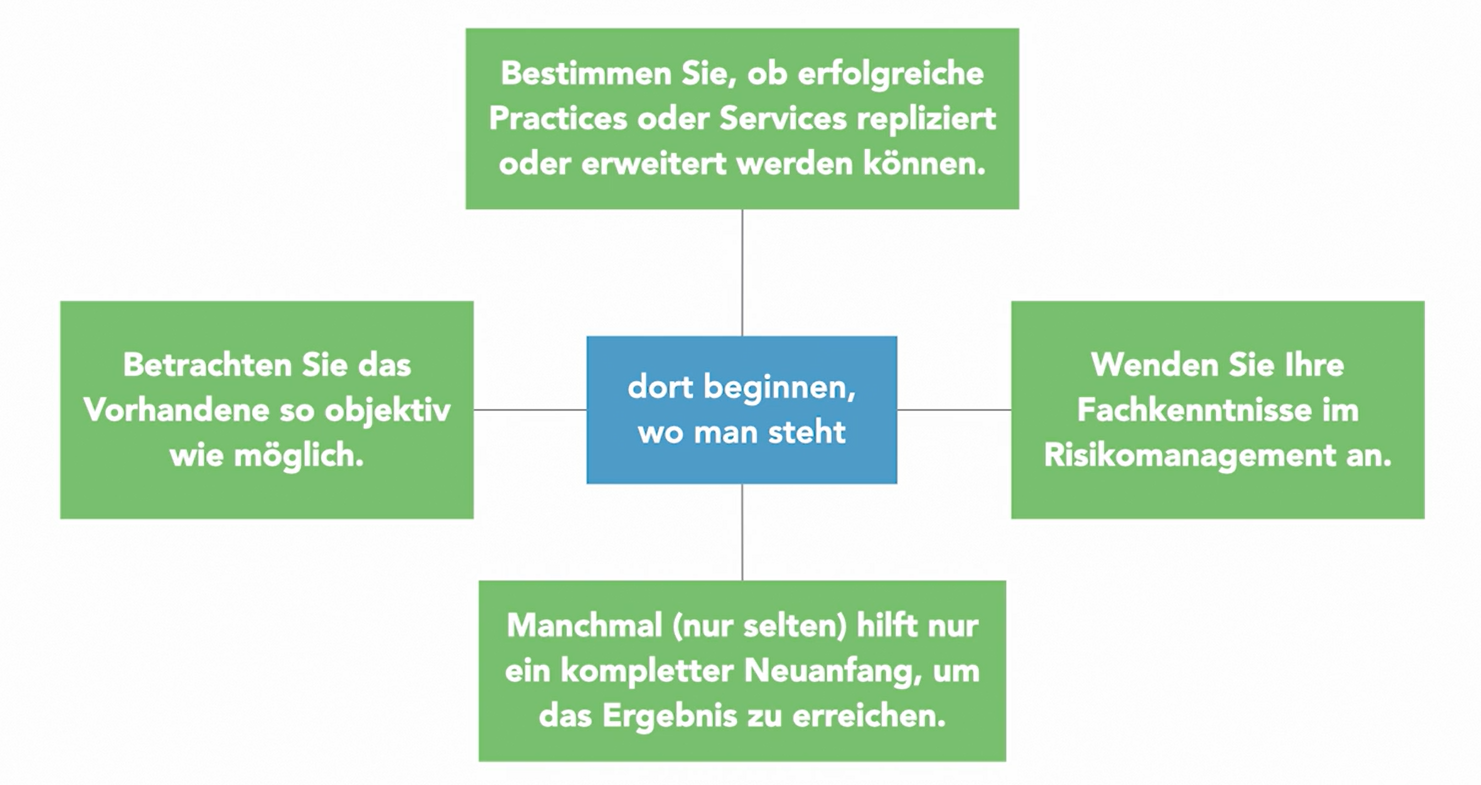 Bestimmen Sie, ob erfolgreiche
Practices oder Services repliziert
oder erweitert werden können.
Betrachten Sie das
Vorhandene so objektiv
wie möglich.
dort beginnen,
wo man steht
Wenden Sie Ihre
Fachkenntnisse im
Risikomanagement an.
Manchmal (nur selten) hilft nur
ein kompletter Neuanfang, um
das Ergebnis zu erreichen.